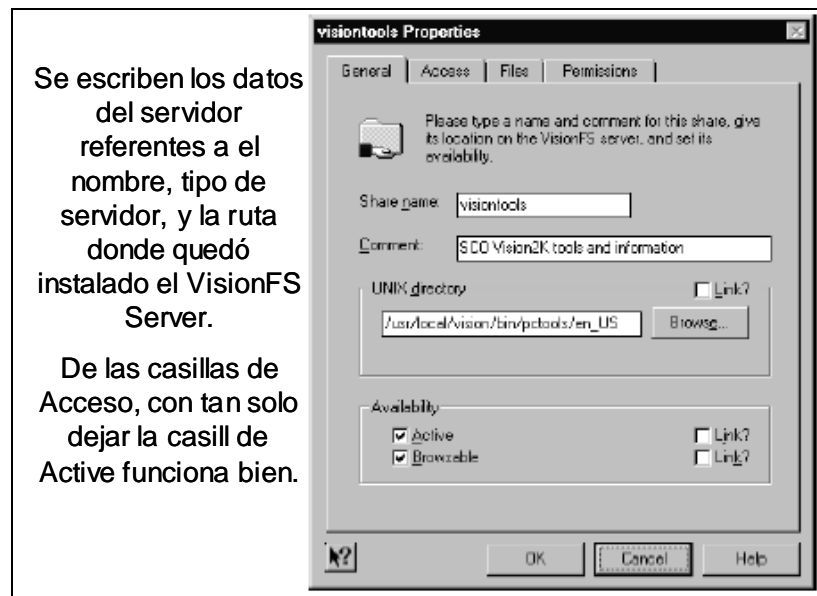 Se escriben los datos
del servidor
referentes a el
nombre, tipo de
servidor, y la ruta
donde quedó
instalado el VisionFS
Server.
De las casillas de
Acceso, con tan solo
dejar la casill de
Active funciona bien.
visiontools Properties
General Access Files Permissions
Please type a name and comment for this share, give
its location on the VisionFS server, and set its
availability.
Share name: visiontools
Comment: SCO Vision2K tools and information
UNIX directory Link?
/usr/local/vision/bin/pctools/en_US Browse...
Availability
Active Link?
Browsable Link?
OK Cancel Help